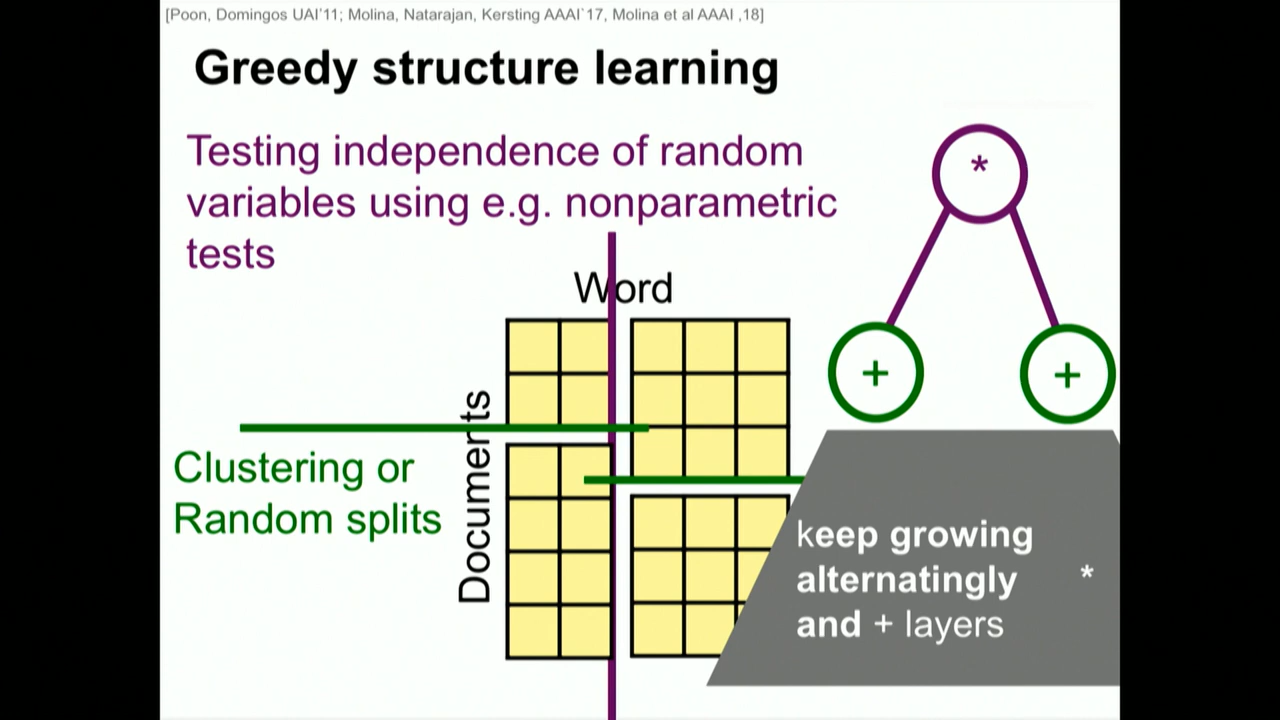 [Poon, Domingos UAI'11; Molina, Natarajan, Kersting AAAI`17, Molina et al AAAI ,18]
Greedy structure learning
Testing independence of random
variables using e.g. nonparametric
tests
*
Word
+ +
Documents
Clustering or
Random splits
keep growing
alternatingly *
and + layers